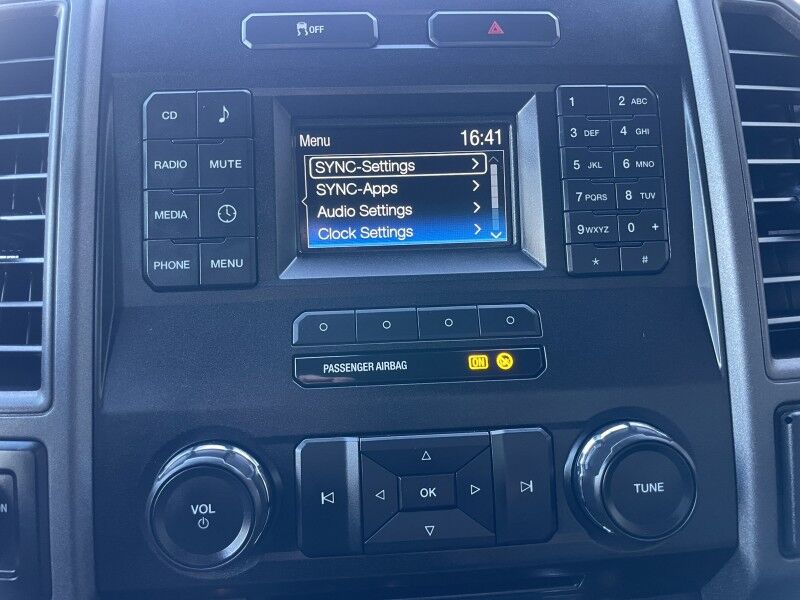 OFF
CD
RADIO MUTE
MEDIA
PHONE MENU
Menu 16:41
SYNC-Settings
SYNC-Apps
Audio Settings
Clock Settings
1 2 ABC
3 DEF 4 GHI
5 JKL 6 MNO
7 PQRS 8 TUV
9 WXYZ 0 +
* #
PASSENGER AIRBAG ON
VOL
OK
TUNE
ON